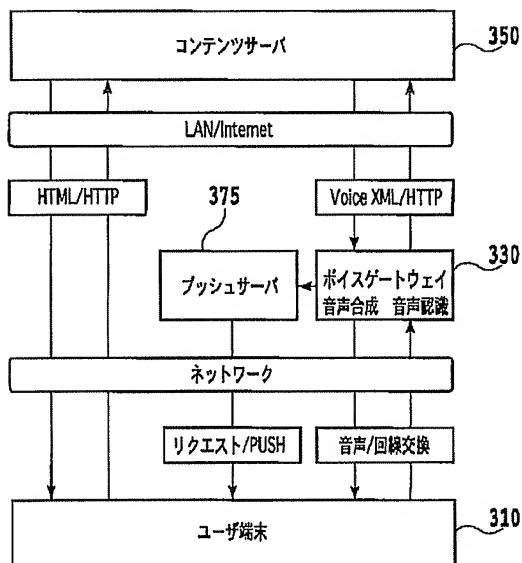 コンテンツサーバ
350
LAN/Internet
HTML/HTTP
375
Voice XML/HTTP
プッシュサーバ
ボイスゲートウェイ
音声合成 音声認識
330
ネットワーク
リクエスト/PUSH
音声/回線交換
ユーザ端末
310